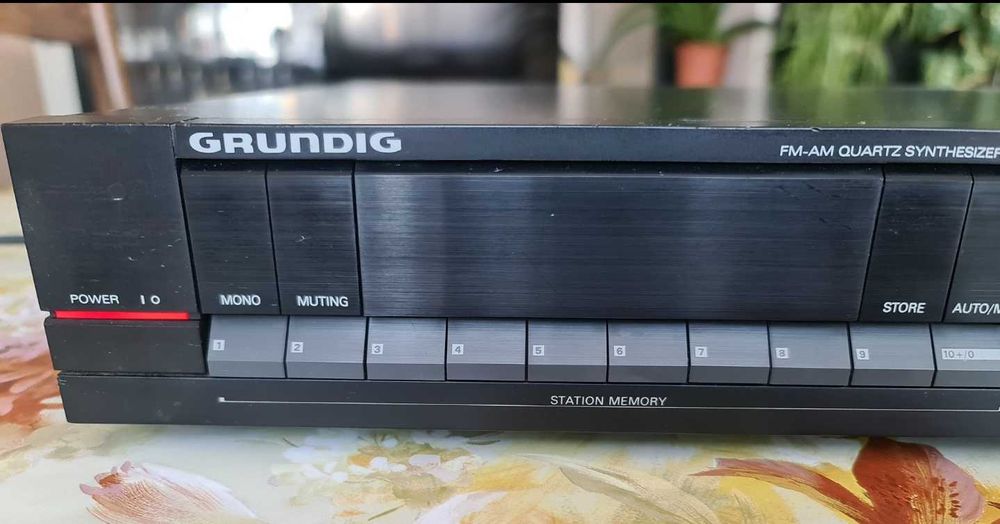 GRUNDIG
FM-AM QUARTZ SYNTHESIZER
POWER I O
MONO
MUTING
STORE
AUTO/M
1 2 3 4 5 6 7 8 9 10+/0
STATION MEMORY